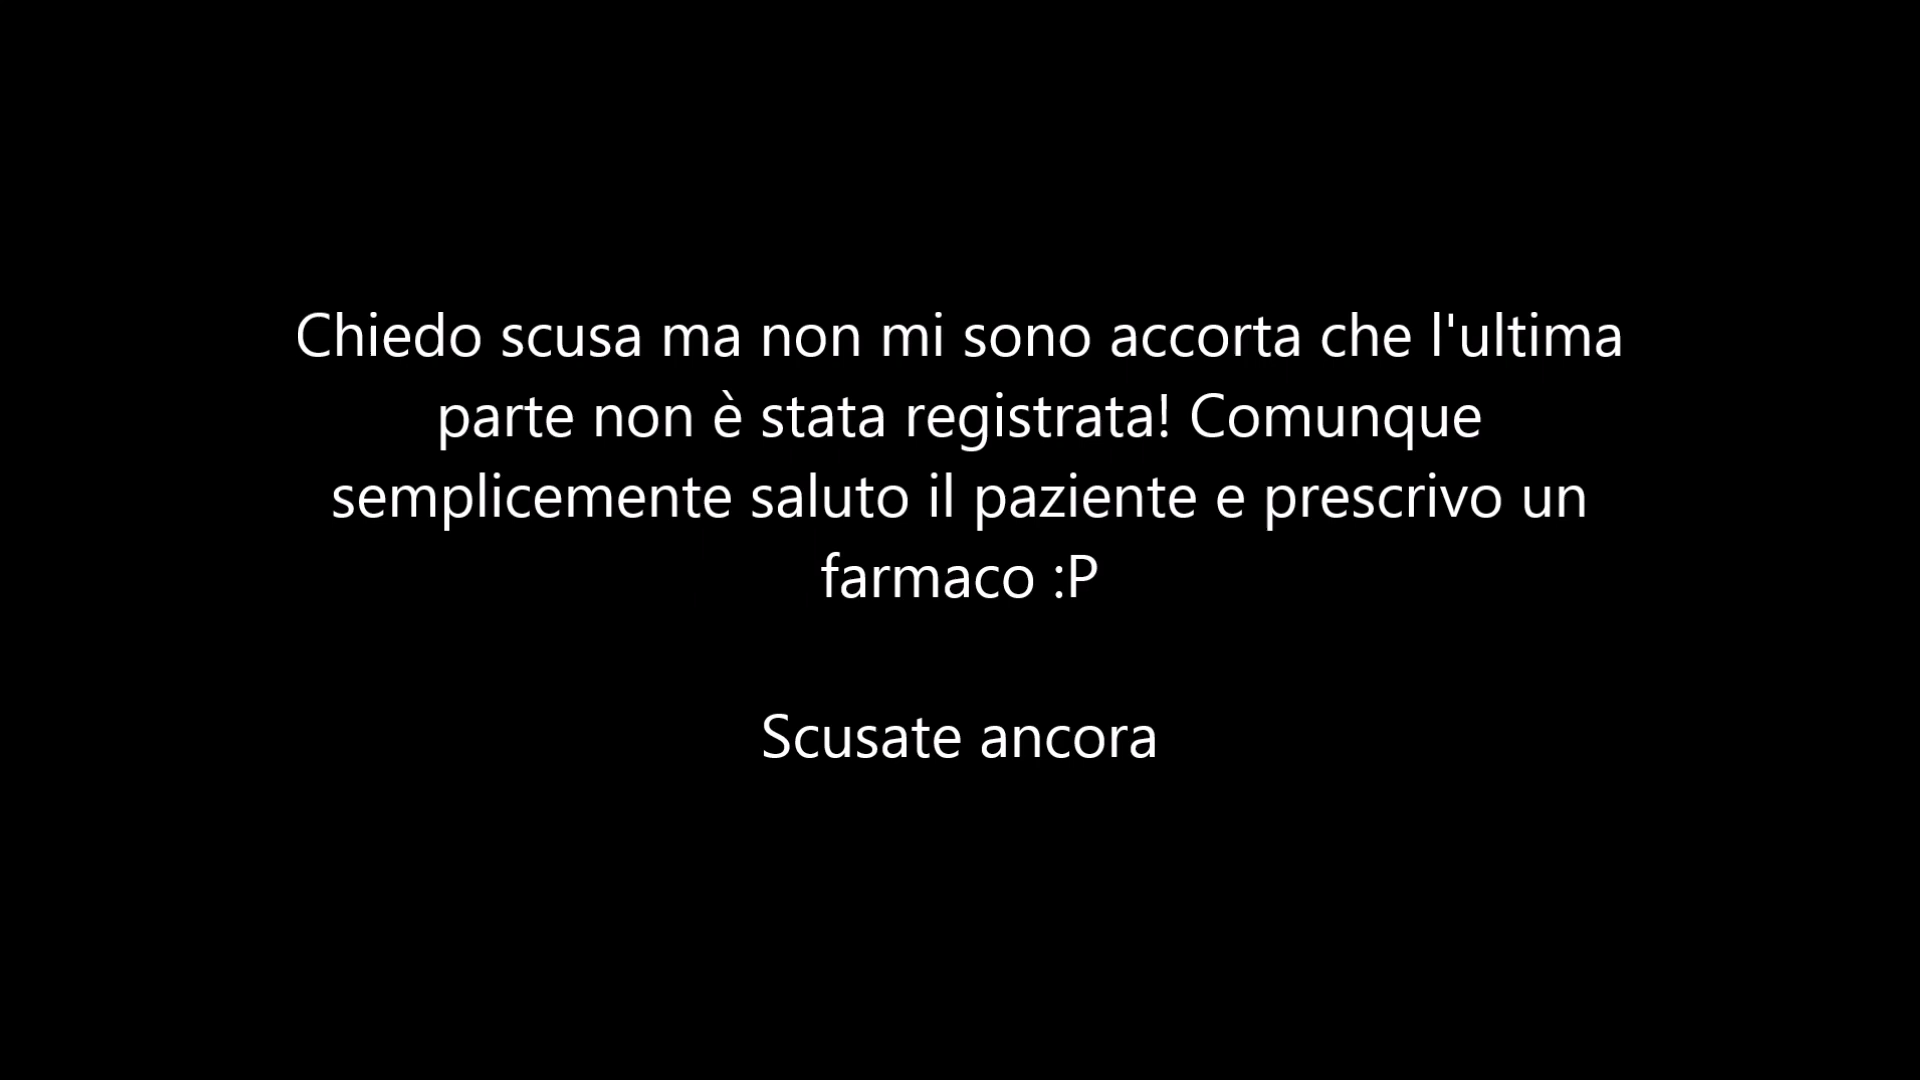 Chiedo scusa ma non mi sono accorta che l'ultima
parte non è stata registrata! Comunque
semplicemente saluto il paziente e prescrivo un
farmaco :P
Scusate ancora